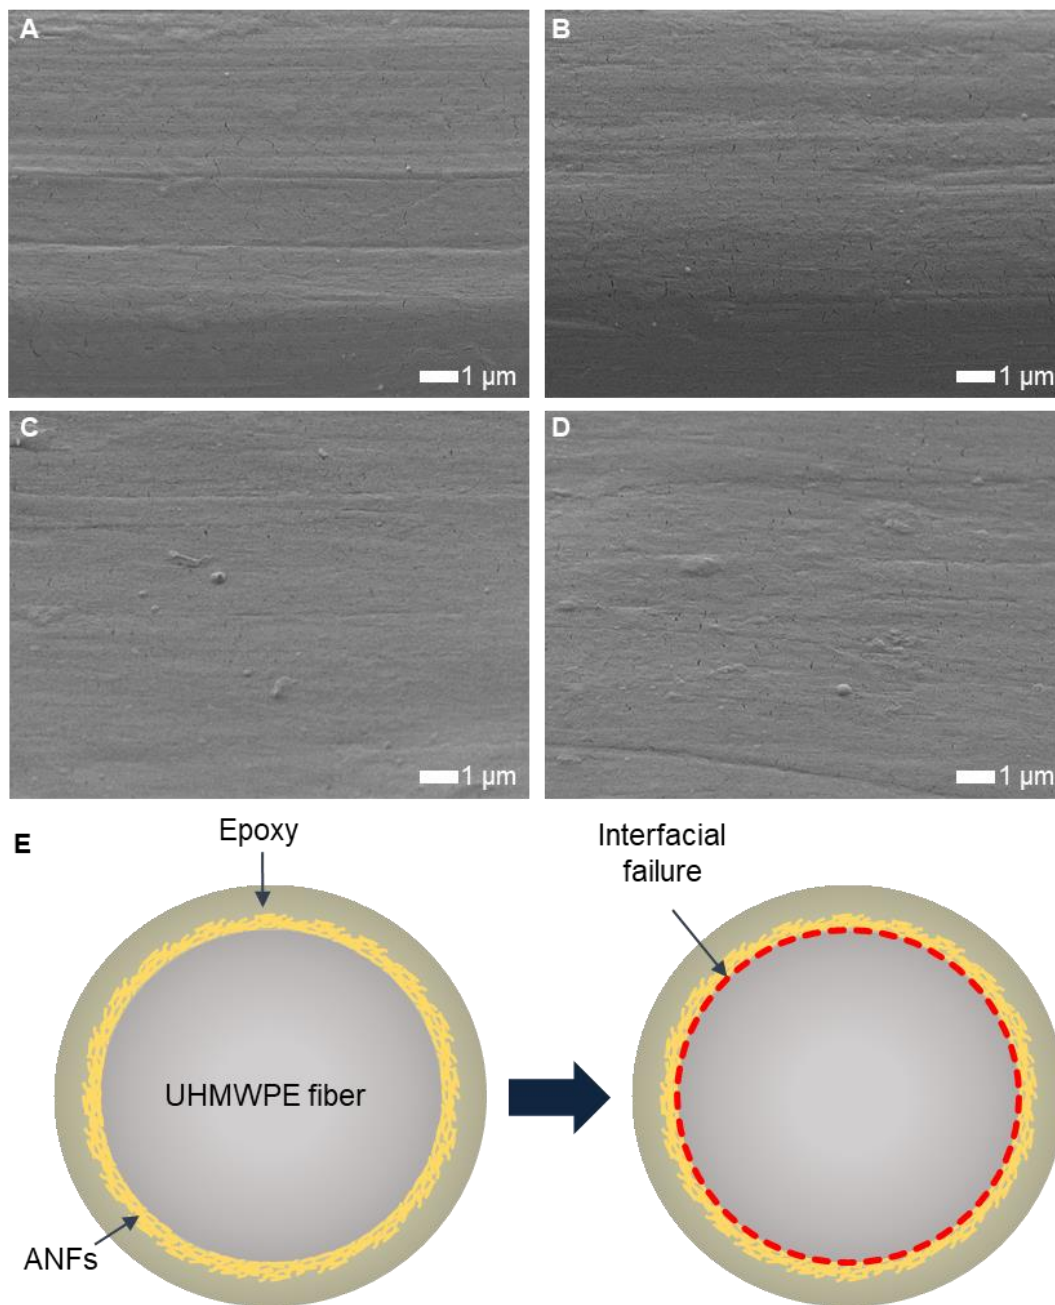 A
B
1 µm
1 µm
C
D
1 µm
1 µm
E
Epoxy
Interfacial
failure
UHMWPE fiber
ANFs